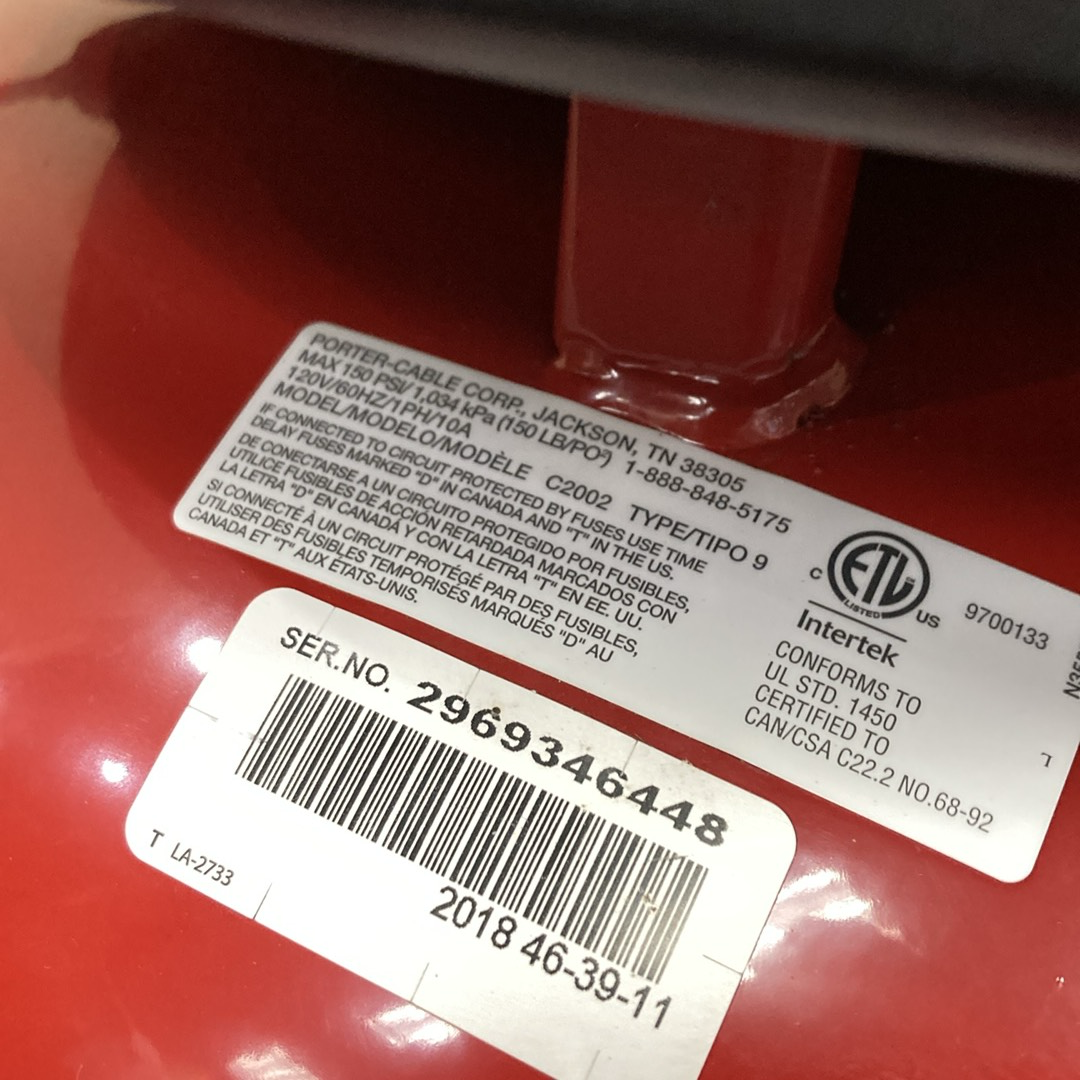 PORTER-CABLE CORP., JACKSON, TN 38305
MAX 150 PSI/1,034 kPa (150 LB/PO²) 1-888-848-5175
120V/60HZ/1PH/10A
MODEL/MODELO/MODÈLE C2002 TYPE/TIPO 9
IF CONNECTED TO CIRCUIT PROTECTED BY FUSES USE TIME
DELAY FUSES MARKED "D" IN CANADA AND "T" IN THE US.
DE CONECTARSE A UN CIRCUITO PROTEGIDO POR FUSIBLES,
UTILICE FUSIBLES DE ACCIÓN RETARDADA MARCADOS CON
LA LETRA "D" EN CANADÁ Y CON LA LETRA "T" EN EE. UU.
SI CONNECTÉ À UN CIRCUIT PROTÉGÉ PAR DES FUSIBLES,
UTILISER DES FUSIBLES TEMPORISÉS MARQUÉS "D" AU
CANADA ET "T" AUX ÉTATS-UNIS.
C ETL US
LISTED
Intertek
9700133
CONFORMS TO
UL STD. 1450
CERTIFIED TO
CAN/CSA C22.2 NO.68-92
SER.NO. 2969346448
2018 46-39-11
T LA-2733